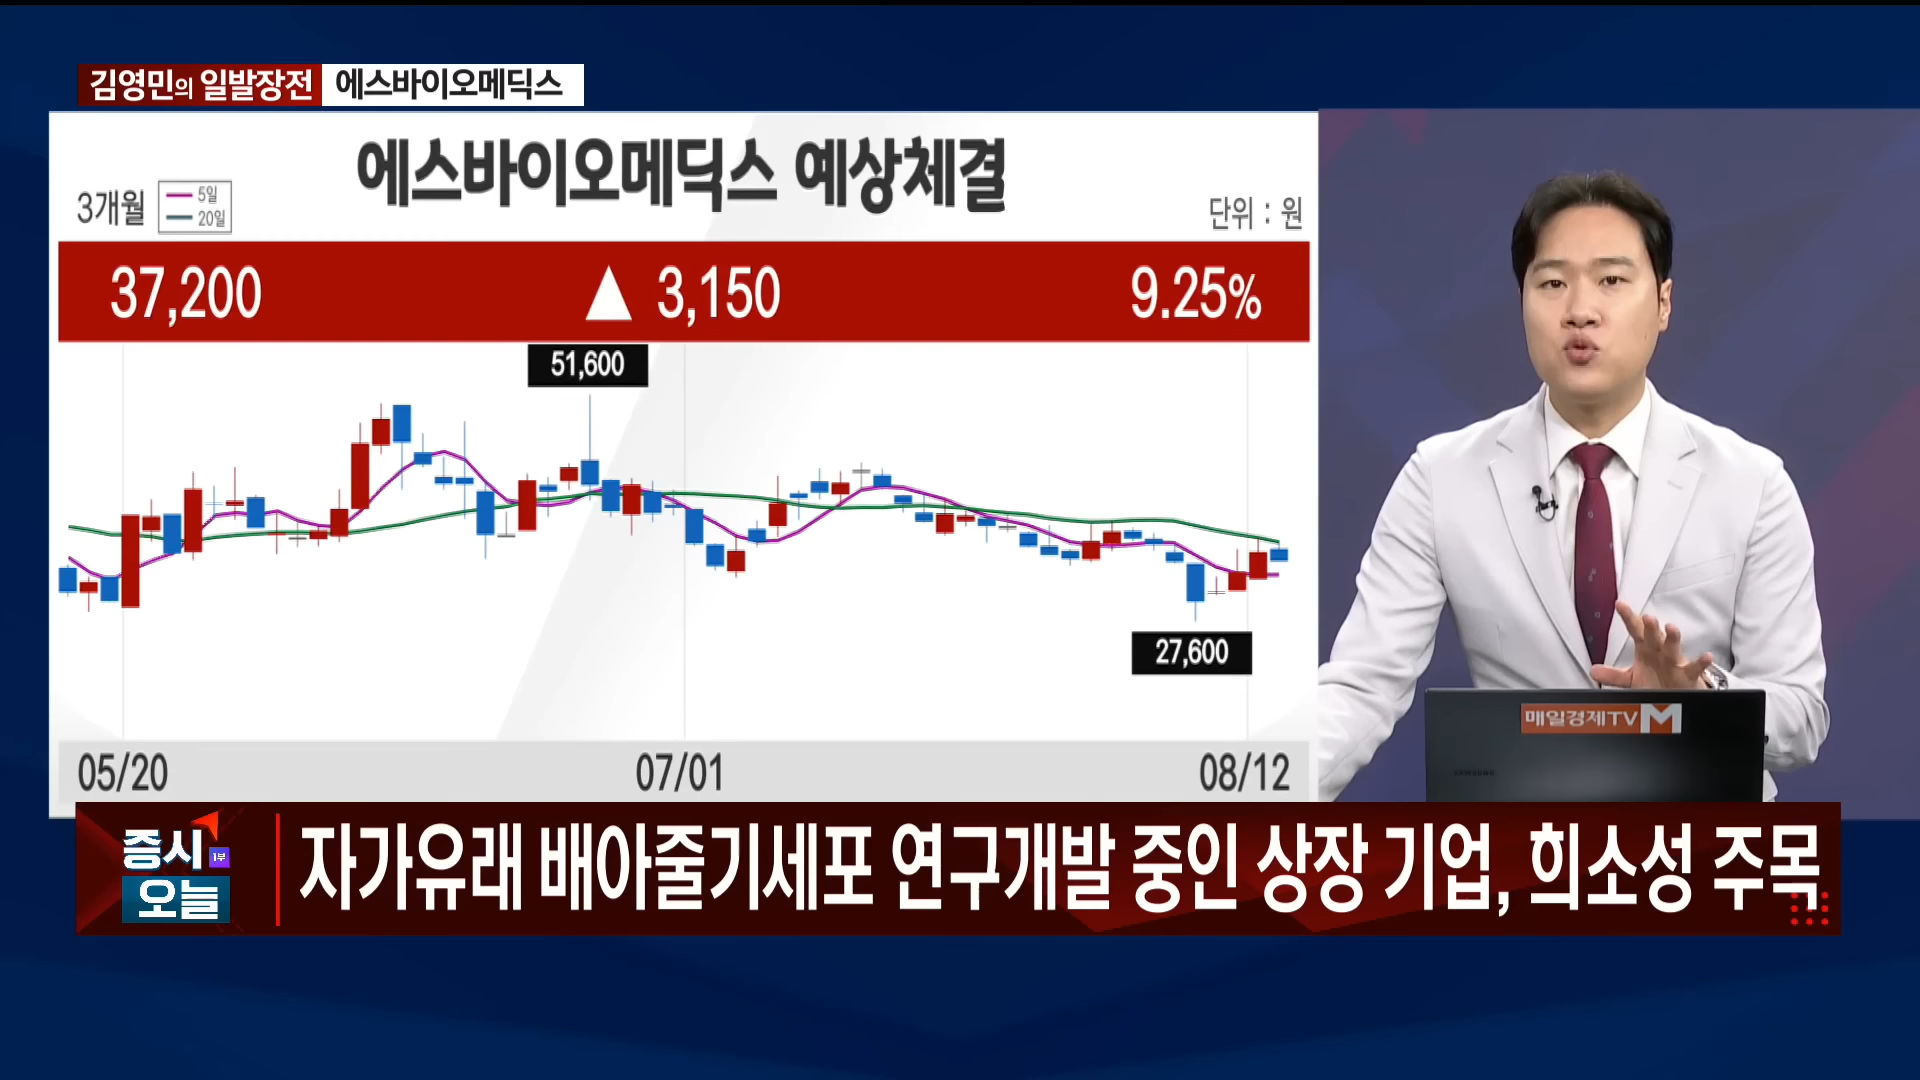 김영민의 일발장전 에스바이오메딕스
에스바이오메딕스 예상체결
3개월
5일
20일
단위 : 원
37,200 ▲ 3,150 9.25%
51,600
27,600
05/20 07/01 08/12
매일경제TV M
SAMSUNG
증시 1부
오늘
자가유래 배아줄기세포 연구개발 중인 상장 기업, 희소성 주목